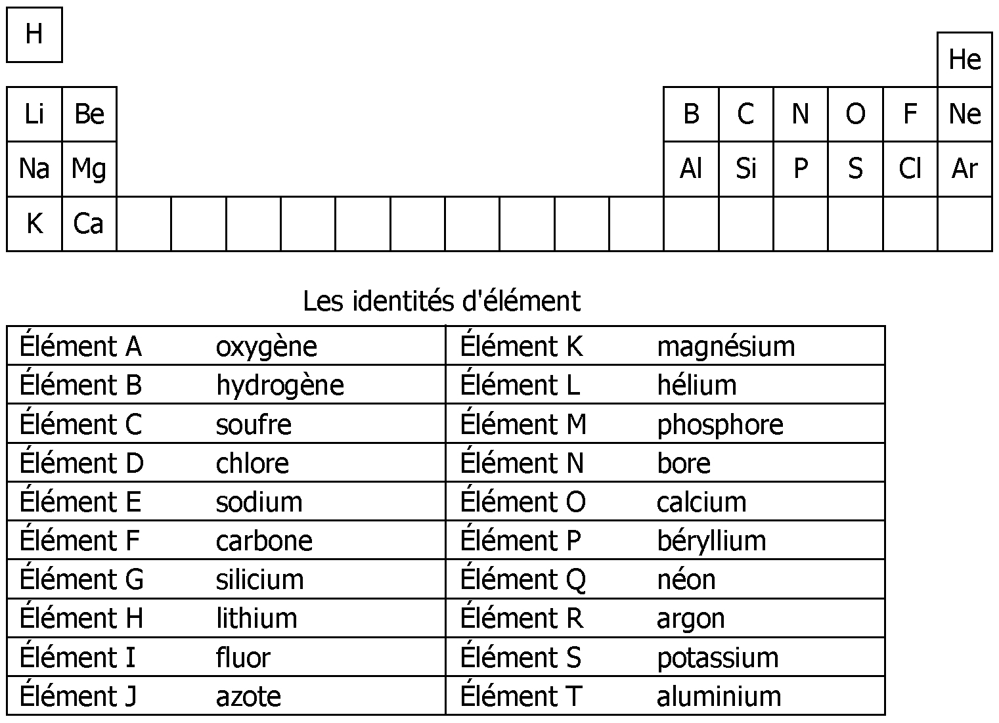 H
He
Li Be B C N O F Ne
Na Mg Al Si P S Cl Ar
K Ca
Les identités d'élément
Élément A oxygène Élément K magnésium
Élément B hydrogène Élément L hélium
Élément C soufre Élément M phosphore
Élément D chlore Élément N bore
Élément E sodium Élément O calcium
Élément F carbone Élément P béryllium
Élément G silicium Élément Q néon
Élément H lithium Élément R argon
Élément I fluor Élément S potassium
Élément J azote Élément T aluminium